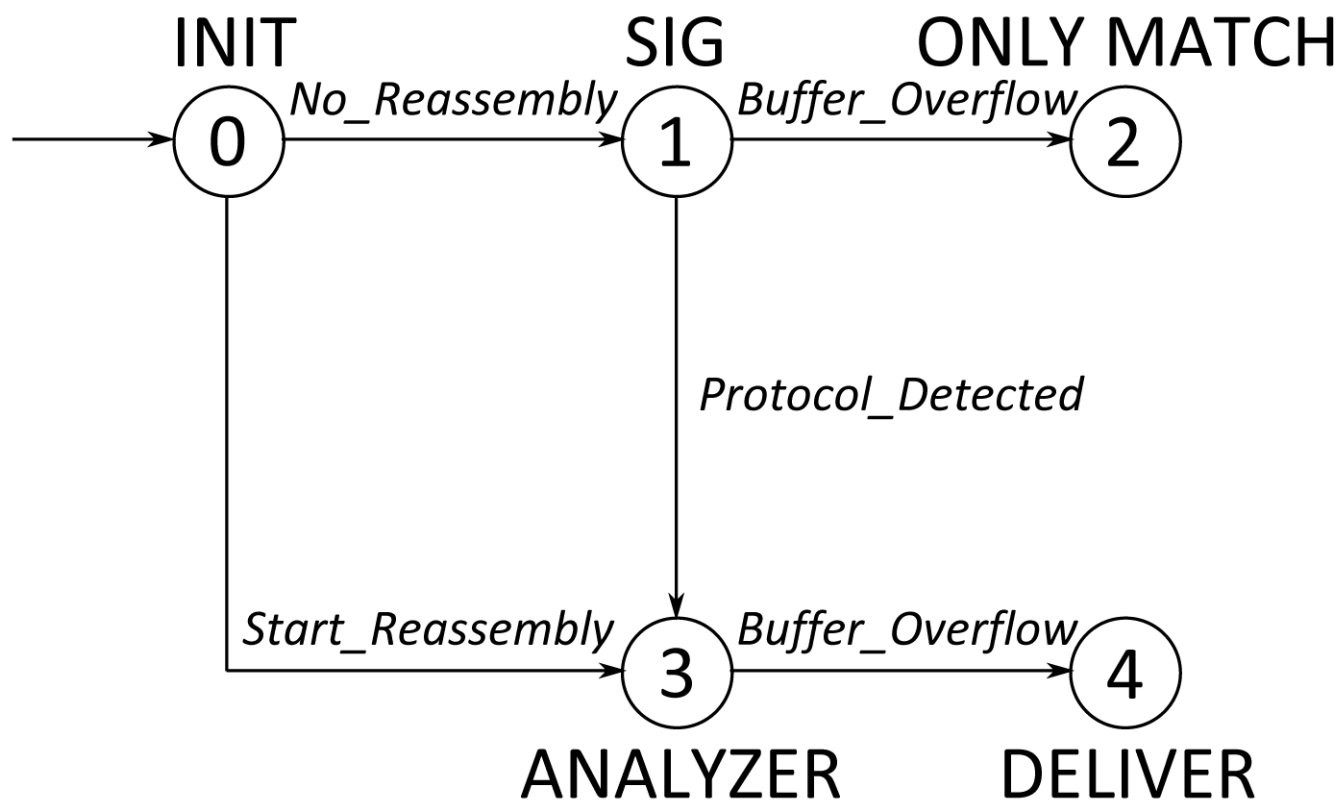 INIT
SIG
ONLY MATCH
No_Reassembly
Buffer_Overflow
0
1
2
Protocol_Detected
Start_Reassembly
Buffer_Overflow
3
4
ANALYZER
DELIVER